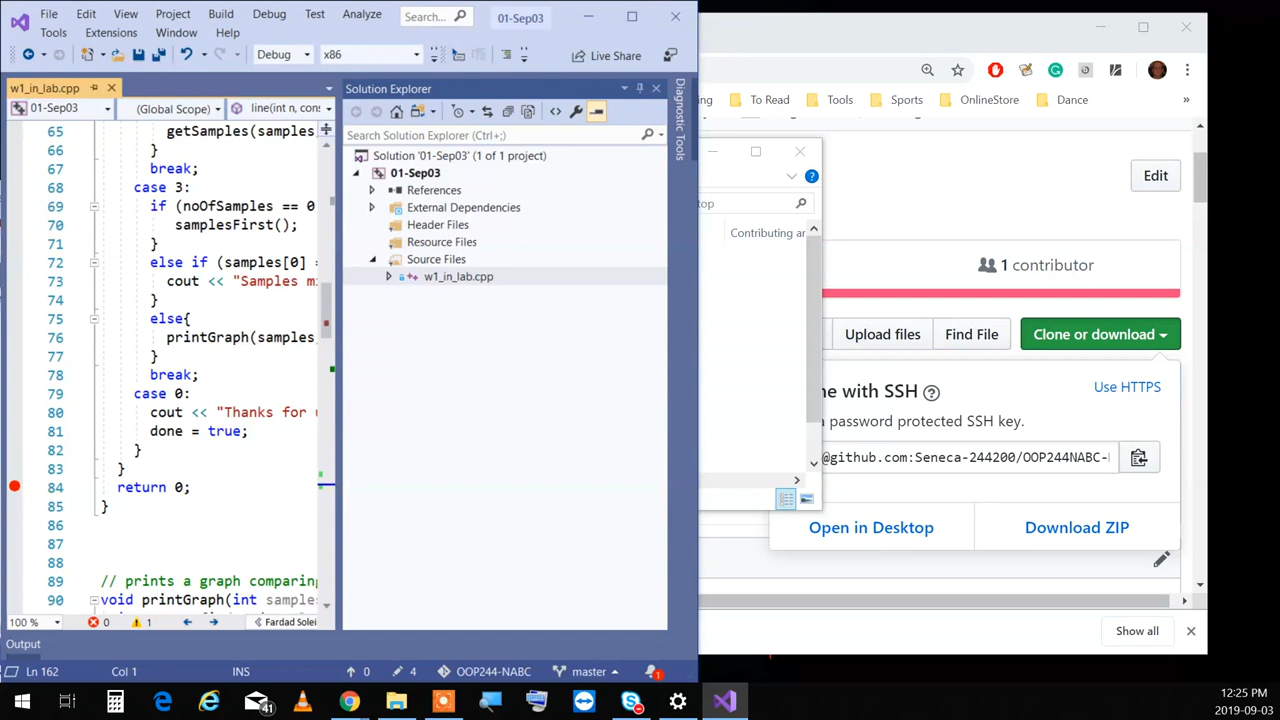 File Edit View Project Build Debug Test Analyze Search... 01-Sep03
Tools Extensions Window Help
Debug x86 Live Share
w1_in_lab.cpp
01-Sep03 (Global Scope) line(int n, cons
65 getSamples(samples
66 }
67 break;
68 case 3:
69 if (noOfSamples == 0
70 samplesFirst();
71 }
72 else if (samples[0] =
73 cout << "Samples mi
74 }
75 else{
76 printGraph(samples,
77 }
78 break;
79 case 0:
80 cout << "Thanks for u
81 done = true;
82 }
83 }
84 return 0;
85 }
86
87
88
89 // prints a graph comparing
90 void printGraph(int samples
100 % 0 1 Fardad Solei
Output
Ln 162 Col 1 INS 0 4 OOP244-NABC master 1
Solution Explorer
Search Solution Explorer (Ctrl+;)
Solution '01-Sep03' (1 of 1 project)
01-Sep03
References
External Dependencies
Header Files
Resource Files
Source Files
w1_in_lab.cpp
Diagnostic Tools
ng To Read Tools Sports OnlineStore Dance »
top
Contributing ar
Edit
1 contributor
Upload files Find File Clone or download
ne with SSH
Use HTTPS
a password protected SSH key.
@github.com:Seneca-244200/OOP244NABC-
Open in Desktop Download ZIP
Show all
41
12:25 PM
2019-09-03